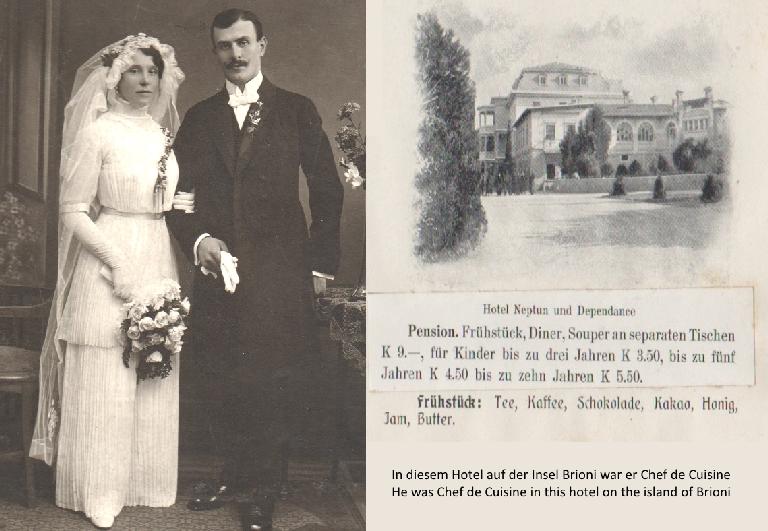 Hotel Neptun und Dependance
Pension. Frühstück, Diner, Souper an separaten Tischen
K 9.—, für Kinder bis zu drei Jahren K 3.50, bis zu fünf
Jahren K 4.50 bis zu zehn Jahren K 5.50.
Frühstück: Tee, Kaffee, Schokolade, Kakao, Honig,
Jam, Butter.
In diesem Hotel auf der Insel Brioni war er Chef de Cuisine
He was Chef de Cuisine in this hotel on the island of Brioni